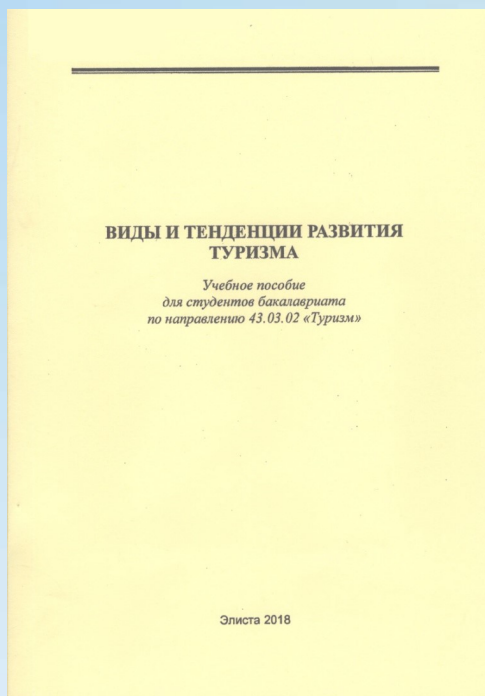 ВИДЫ И ТЕНДЕНЦИИ РАЗВИТИЯ
ТУРИЗМА
Учебное пособие
для студентов бакалавриата
по направлению 43.03.02 «Туризм»
Элиста 2018